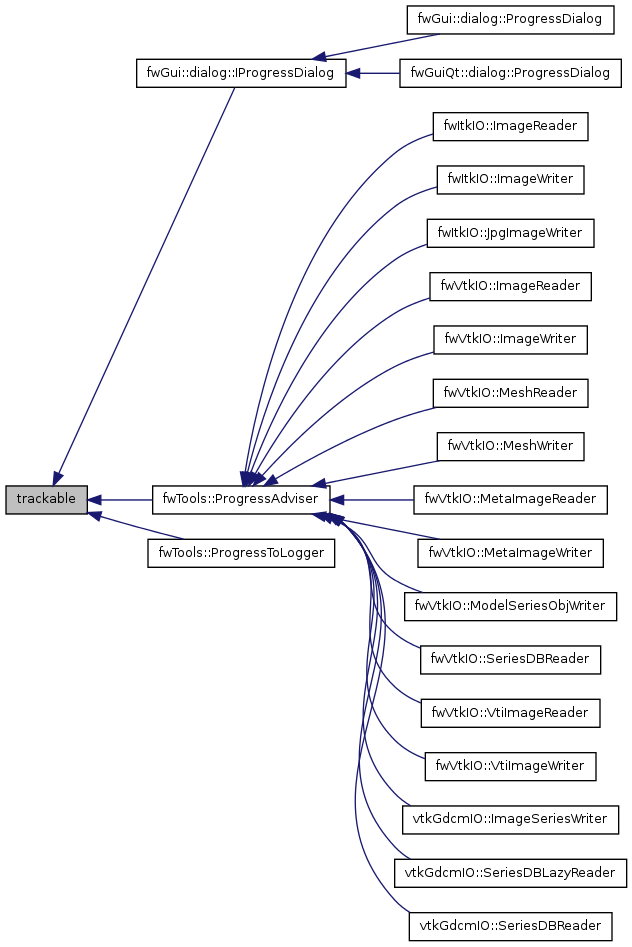 fwGui::dialog::ProgressDialog
fwGui::dialog::IProgressDialog
fwGuiQt::dialog::ProgressDialog
fwItkIO::ImageReader
fwItkIO::ImageWriter
fwItkIO::JpgImageWriter
fwVtkIO::ImageReader
fwVtkIO::ImageWriter
fwVtkIO::MeshReader
fwVtkIO::MeshWriter
trackable
fwTools::ProgressAdviser
fwVtkIO::MetaImageReader
fwTools::ProgressToLogger
fwVtkIO::MetaImageWriter
fwVtkIO::ModelSeriesObjWriter
fwVtkIO::SeriesDBReader
fwVtkIO::VtiImageReader
fwVtkIO::VtiImageWriter
vtkGdcmIO::ImageSeriesWriter
vtkGdcmIO::SeriesDBLazyReader
vtkGdcmIO::SeriesDBReader